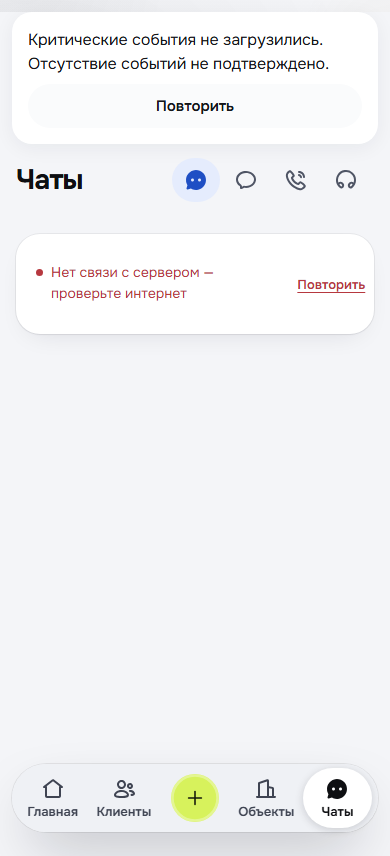 Критические события не загрузились.
Отсутствие событий не подтверждено.
Повторить
Чаты
Нет связи с сервером —
проверьте интернет
Повторить
Главная
Клиенты
Объекты
Чаты